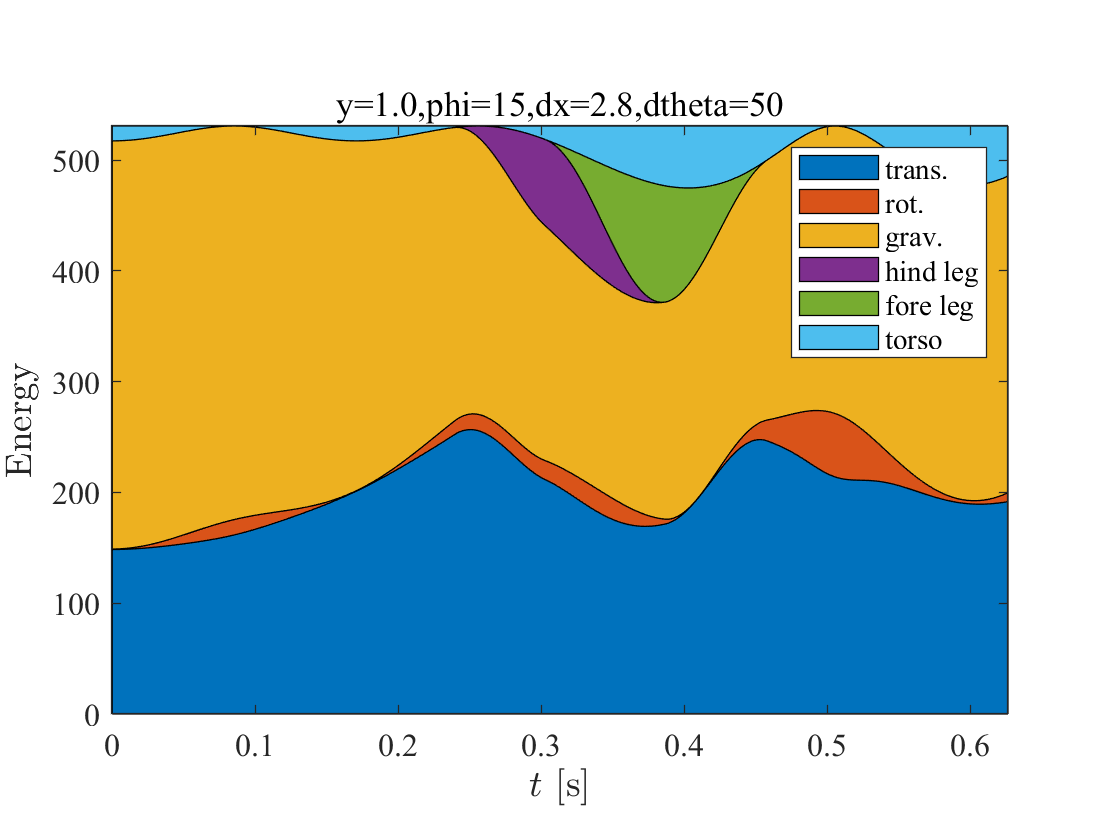 y=1.0,phi=15,dx=2.8,dtheta=50
500
400
300
200
100
0
Energy
0
0.1
0.2
0.3
0.4
0.5
0.6
t [s]
trans.
rot.
grav.
hind leg
fore leg
torso